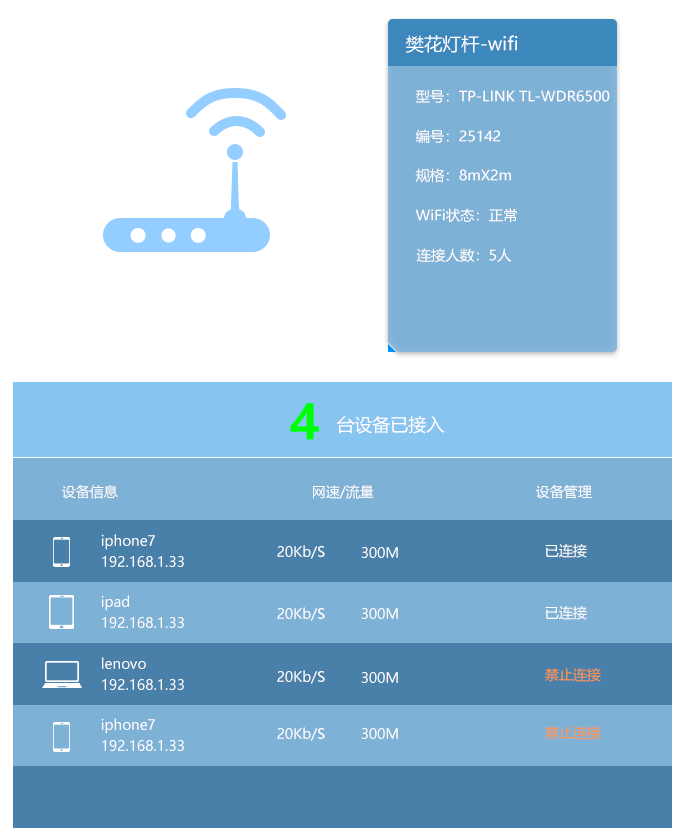 樊花灯杆-wifi
型号：TP-LINK TL-WDR6500
编号：25142
规格：8mX2m
WiFi状态：正常
连接人数：5人
4 台设备已接入
设备信息 网速/流量 设备管理
iphone7
192.168.1.33
20Kb/S 300M 已连接
ipad
192.168.1.33
20Kb/S 300M 已连接
lenovo
192.168.1.33
20Kb/S 300M 禁止连接
iphone7
192.168.1.33
20Kb/S 300M 禁止连接